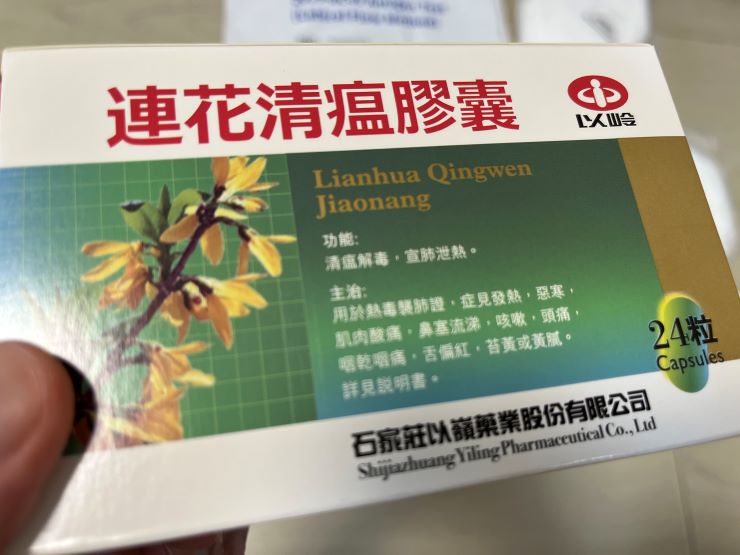 連花清瘟膠囊
以岭
Lianhua Qingwen
Jiaonang
功能:
清瘟解毒，宣肺泄熱。
主治:
用於熱毒襲肺證，症見發熱，惡寒，
肌肉酸痛，鼻塞流涕，咳嗽，頭痛，
咽乾咽痛，舌偏紅，苔黃或黃膩。
詳見說明書。
24粒
Capsules
石家莊以嶺藥業股份有限公司
Shijiazhuang Yiling Pharmaceutical Co., Ltd